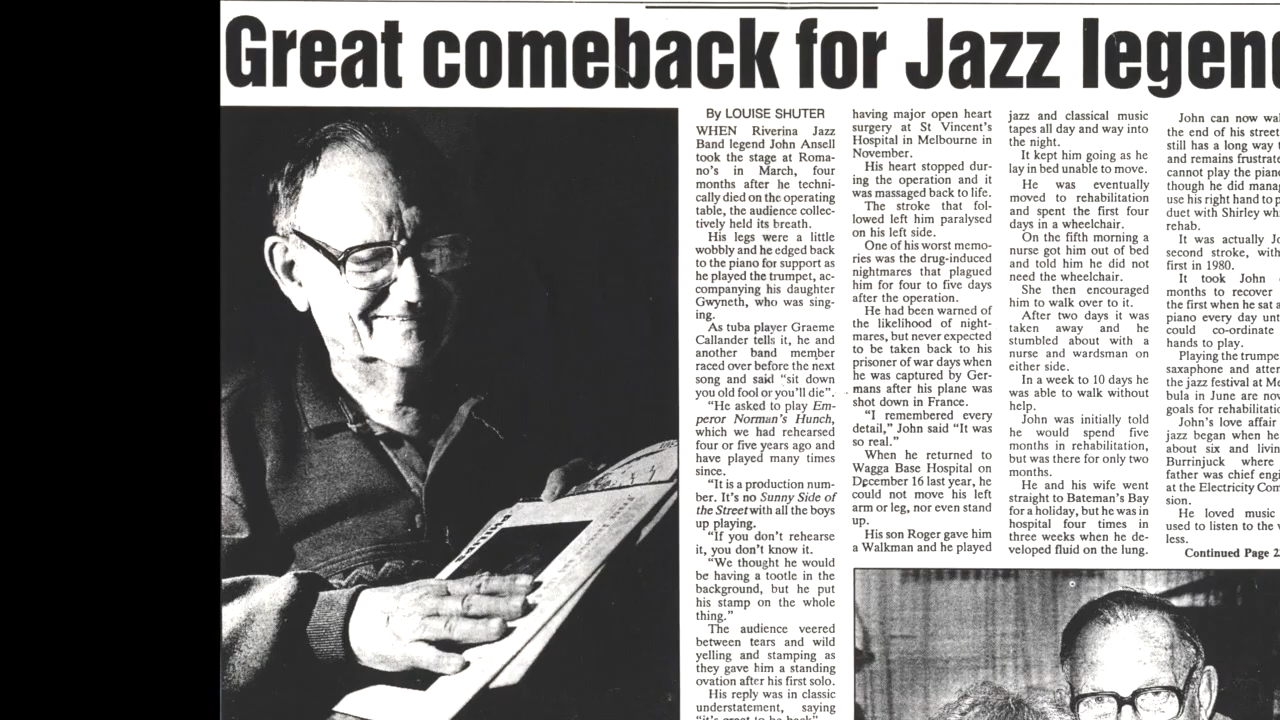 Great comeback for Jazz legen
By LOUISE SHUTER
WHEN Riverina Jazz
Band legend John Ansell
took the stage at Roma-
no's in March, four
months after he techni-
cally died on the operating
table, the audience collec-
tively held its breath.
His legs were a little
wobbly and he edged back
to the piano for support as
he played the trumpet, ac-
companying his daughter
Gwyneth, who was sing-
ing.
As tuba player Graeme
Callander tells it, he and
another band member
raced over before the next
song and said "sit down
you old fool or you'll die".
"He asked to play Em-
peror Norman's Hunch,
which we had rehearsed
four or five years ago and
have played many times
since.
"It is a production num-
ber. It's no Sunny Side of
the Street with all the boys
up playing.
"If you don't rehearse
it, you don't know it.
"We thought he would
be having a tootle in the
background, but he put
his stamp on the whole
thing."
The audience veered
between tears and wild
yelling and stamping as
they gave him a standing
ovation after his first solo.
His reply was in classic
understatement, saying
"it's great to be back"
having major open heart
surgery at St Vincent's
Hospital in Melbourne in
November.
His heart stopped dur-
ing the operation and it
was massaged back to life.
The stroke that fol-
lowed left him paralysed
on his left side.
One of his worst memo-
ries was the drug-induced
nightmares that plagued
him for four to five days
after the operation.
He had been warned of
the likelihood of night-
mares, but never expected
to be taken back to his
prisoner of war days when
he was captured by Ger-
mans after his plane was
shot down in France.
"I remembered every
detail," John said "It was
so real."
When he returned to
Wagga Base Hospital on
December 16 last year, he
could not move his left
arm or leg, nor even stand
up.
His son Roger gave him
a Walkman and he played
jazz and classical music
tapes all day and way into
the night.
It kept him going as he
lay in bed unable to move.
He was eventually
moved to rehabilitation
and spent the first four
days in a wheelchair.
On the fifth morning a
nurse got him out of bed
and told him he did not
need the wheelchair.
She then encouraged
him to walk over to it.
After two days it was
taken away and he
stumbled about with a
nurse and wardsman on
either side.
In a week to 10 days he
was able to walk without
help.
John was initially told
he would spend five
months in rehabilitation,
but was there for only two
months.
He and his wife went
straight to Bateman's Bay
for a holiday, but he was in
hospital four times in
three weeks when he de-
veloped fluid on the lung.
John can now wal
the end of his street
still has a long way t
and remains frustrat
cannot play the pian
though he did mana
use his right hand to p
duet with Shirley wh
rehab.
It was actually Jo
second stroke, with
first in 1980.
It took John
months to recover
the first when he sat a
piano every day unt
could co-ordinate
hands to play.
Playing the trumpe
saxaphone and atten
the jazz festival at Me
bula in June are nov
goals for rehabilitatio
John's love affair
jazz began when he
about six and livin
Burrinjuck where
father was chief engi
at the Electricity Com
sion.
He loved music
used to listen to the
less.
Continued Page 2